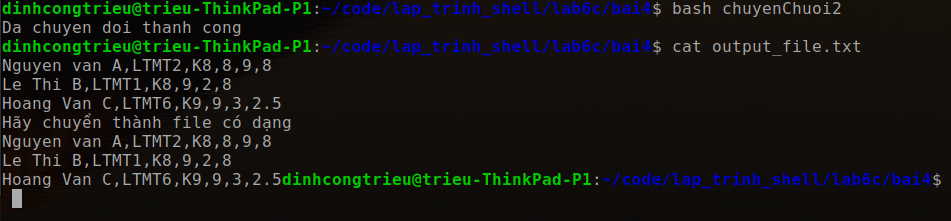 dinhcongtrieu@trieu-ThinkPad-P1:~/code/lap_trinh_shell/lab6c/bai4$ bash chuyenChuoi2
Da chuyen doi thanh cong
dinhcongtrieu@trieu-ThinkPad-P1:~/code/lap_trinh_shell/lab6c/bai4$ cat output_file.txt
Nguyen van A,LTMT2,K8,8,9,8
Le Thi B,LTMT1,K8,9,2,8
Hoang Van C,LTMT6,K9,9,3,2.5
Hãy chuyển thành file có dạng
Nguyen van A,LTMT2,K8,8,9,8
Le Thi B,LTMT1,K8,9,2,8
Hoang Van C,LTMT6,K9,9,3,2.5dinhcongtrieu@trieu-ThinkPad-P1:~/code/lap_trinh_shell/lab6c/bai4$